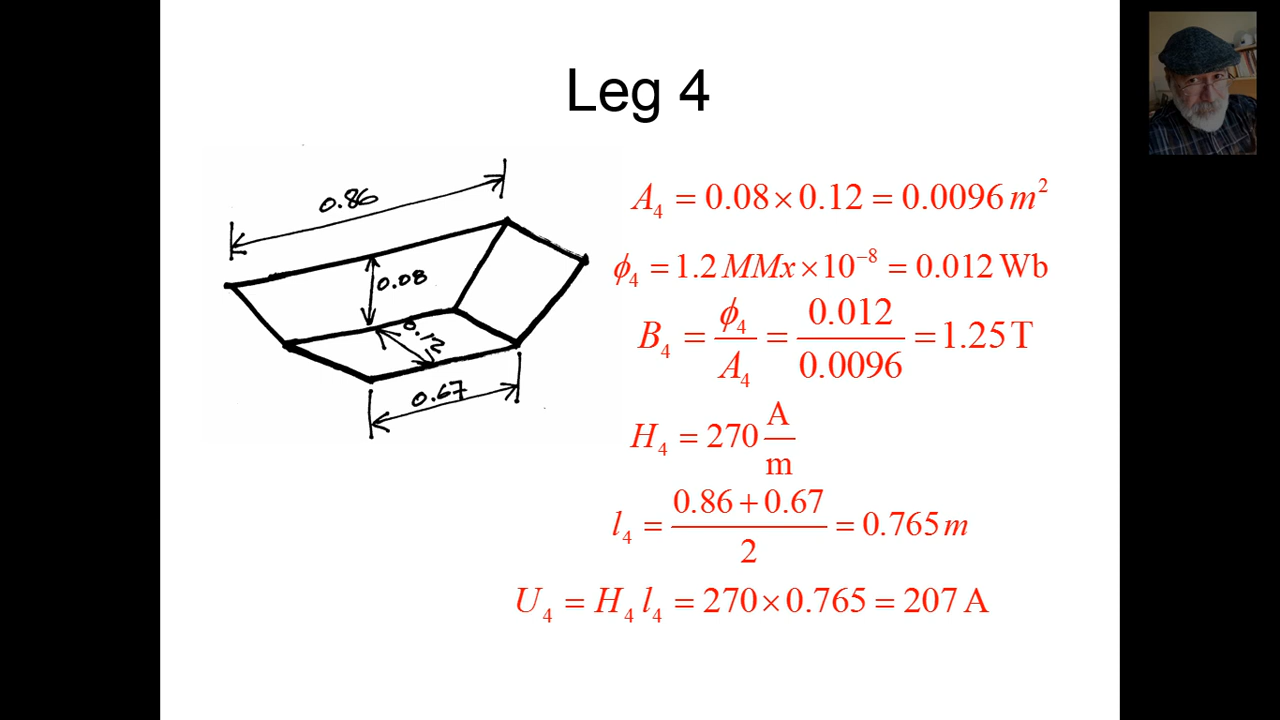 Leg 4
0.86
0.08
0.12
0.67
A₄ = 0.08 × 0.12 = 0.0096 m²
ϕ₄ = 1.2 MMx × 10⁻⁸ = 0.012 Wb
B₄ = ϕ₄/A₄ = 0.012/0.0096 = 1.25 T
H₄ = 270 A/m
l₄ = (0.86 + 0.67)/2 = 0.765 m
U₄ = H₄ l₄ = 270 × 0.765 = 207 A